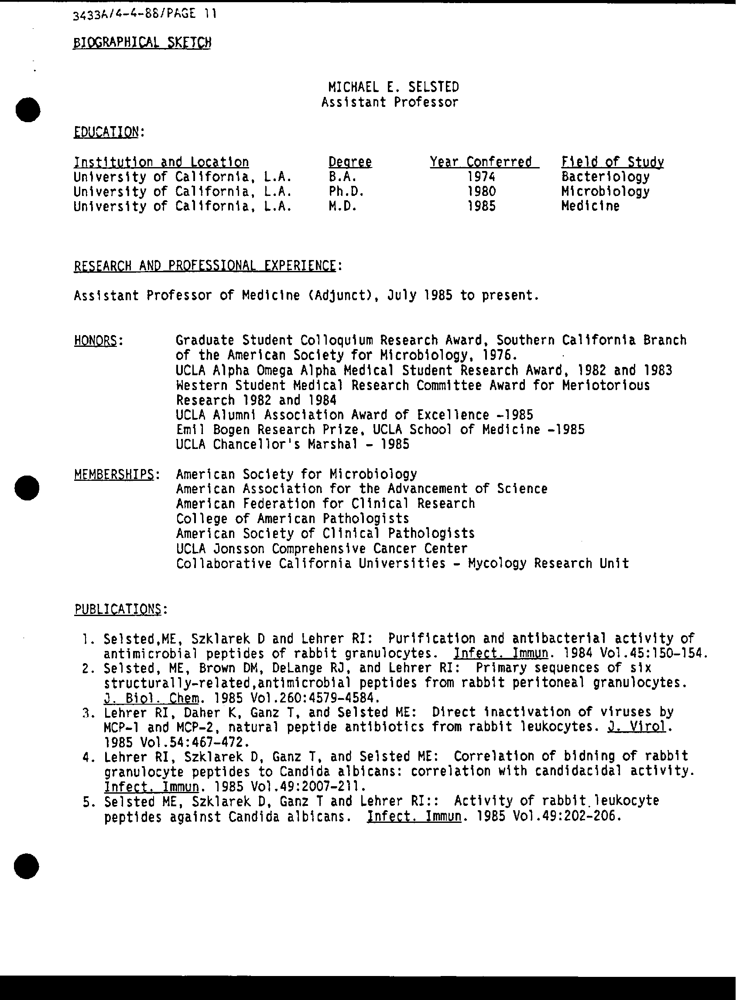 3433A/4-4-88/PAGE 11
BIOGRAPHICAL SKETCH
MICHAEL E. SELSTED
Assistant Professor
EDUCATION:
Institution and Location Degree Year Conferred Field of Study
University of California, L.A. B.A. 1974 Bacteriology
University of California, L.A. Ph.D. 1980 Microbiology
University of California, L.A. M.D. 1985 Medicine
RESEARCH AND PROFESSIONAL EXPERIENCE:
Assistant Professor of Medicine (Adjunct), July 1985 to present.
HONORS: Graduate Student Colloquium Research Award, Southern California Branch
of the American Society for Microbiology, 1976.
UCLA Alpha Omega Alpha Medical Student Research Award, 1982 and 1983
Western Student Medical Research Committee Award for Meriotorious
Research 1982 and 1984
UCLA Alumni Association Award of Excellence -1985
Emil Bogen Research Prize, UCLA School of Medicine -1985
UCLA Chancellor's Marshal - 1985
MEMBERSHIPS: American Society for Microbiology
American Association for the Advancement of Science
American Federation for Clinical Research
College of American Pathologists
American Society of Clinical Pathologists
UCLA Jonsson Comprehensive Cancer Center
Collaborative California Universities - Mycology Research Unit
PUBLICATIONS:
1. Selsted,ME, Szklarek D and Lehrer RI: Purification and antibacterial activity of
antimicrobial peptides of rabbit granulocytes. Infect. Immun. 1984 Vol.45:150-154.
2. Selsted, ME, Brown DM, DeLange RJ, and Lehrer RI: Primary sequences of six
structurally-related,antimicrobial peptides from rabbit peritoneal granulocytes.
J. Biol. Chem. 1985 Vol.260:4579-4584.
3. Lehrer RI, Daher K, Ganz T, and Selsted ME: Direct inactivation of viruses by
MCP-1 and MCP-2, natural peptide antibiotics from rabbit leukocytes. J. Virol.
1985 Vol.54:467-472.
4. Lehrer RI, Szklarek D, Ganz T, and Selsted ME: Correlation of bidning of rabbit
granulocyte peptides to Candida albicans: correlation with candidacidal activity.
Infect. Immun. 1985 Vol.49:2007-211.
5. Selsted ME, Szklarek D, Ganz T and Lehrer RI:: Activity of rabbit leukocyte
peptides against Candida albicans. Infect. Immun. 1985 Vol.49:202-206.